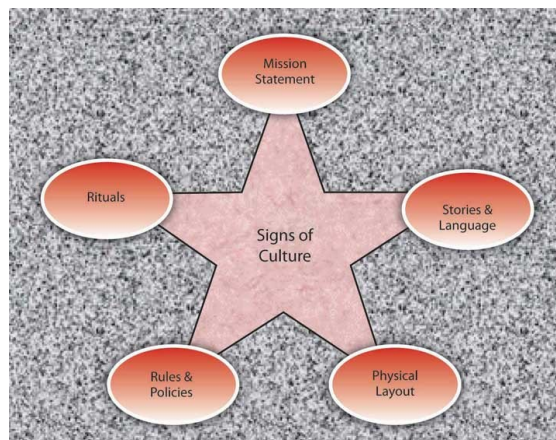 Mission
Statement
Rituals
Stories &
Language
Signs of
Culture
Rules &
Policies
Physical
Layout